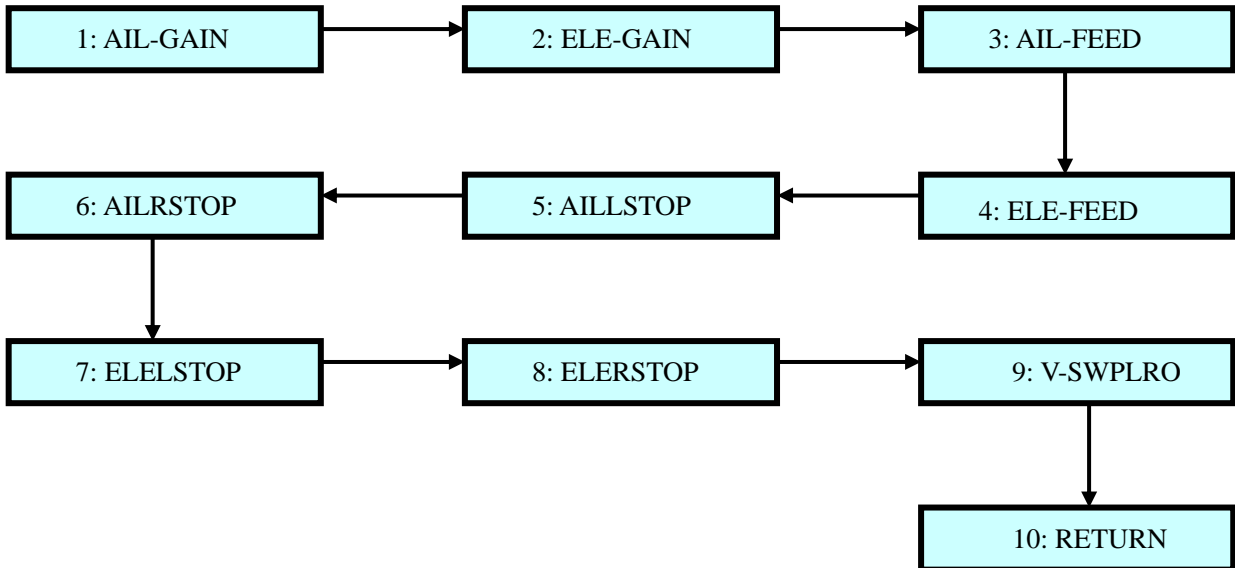 1: AIL-GAIN
2: ELE-GAIN
3: AIL-FEED
6: AILRSTOP
5: AILLSTOP
4: ELE-FEED
7: ELELSTOP
8: ELERSTOP
9: V-SWPLRO
10: RETURN